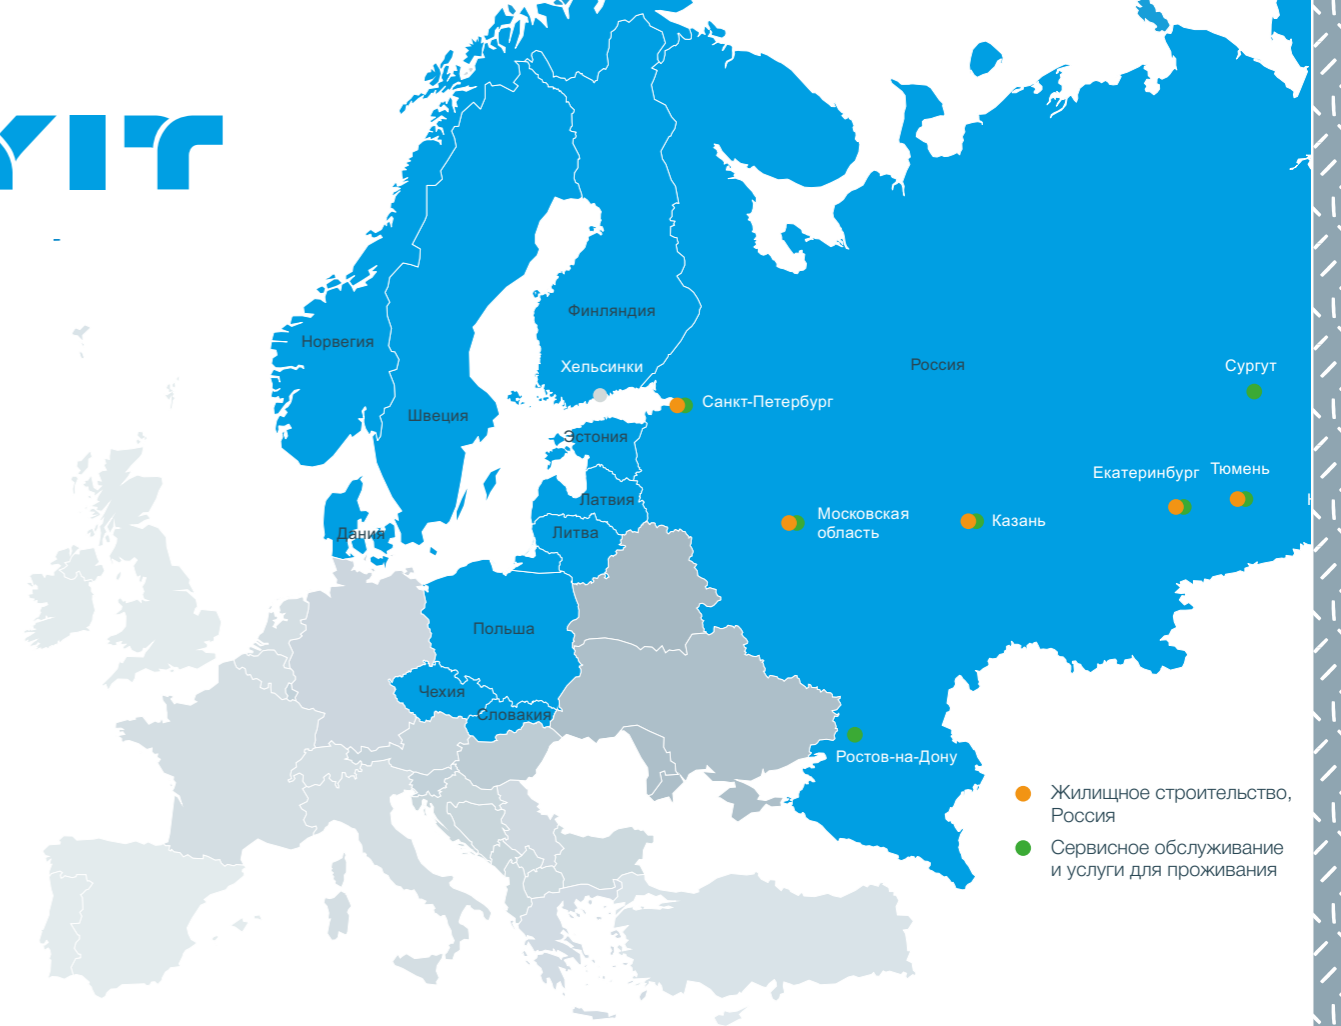 YIT
Финляндия
Норвегия
Хельсинки
Россия
Сургут
Санкт-Петербург
Швеция
Эстония
Екатеринбург
Тюмень
Латвия
Московская
область
Казань
Дания
Литва
Польша
Чехия
Словакия
Ростов-на-Дону
Жилищное строительство,
Россия
Сервисное обслуживание
и услуги для проживания